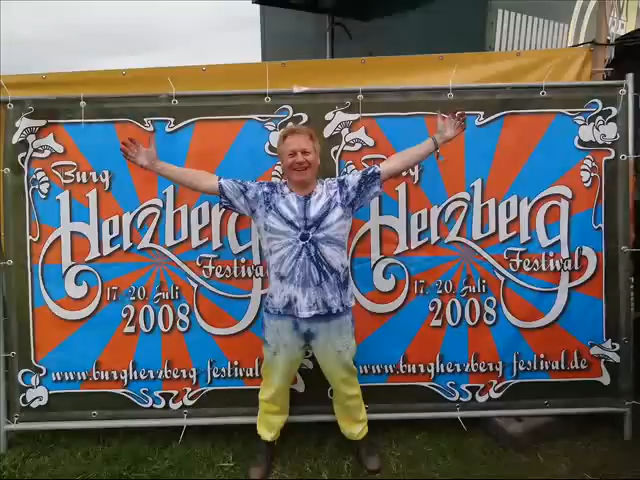 Burg
Herzberg
Festival
17. - 20. Juli
2008
www.burgherzberg-festival
Burg
Herzberg
Festival
17. - 20. Juli
2008
www.burgherzberg-festival.de